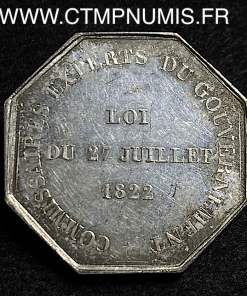 WWW.CTMPNUMIS.FR
COMMISSAIRES EXPERTS DU GOUVERNEMENT
LOI
DU 27 JUILLET
1822